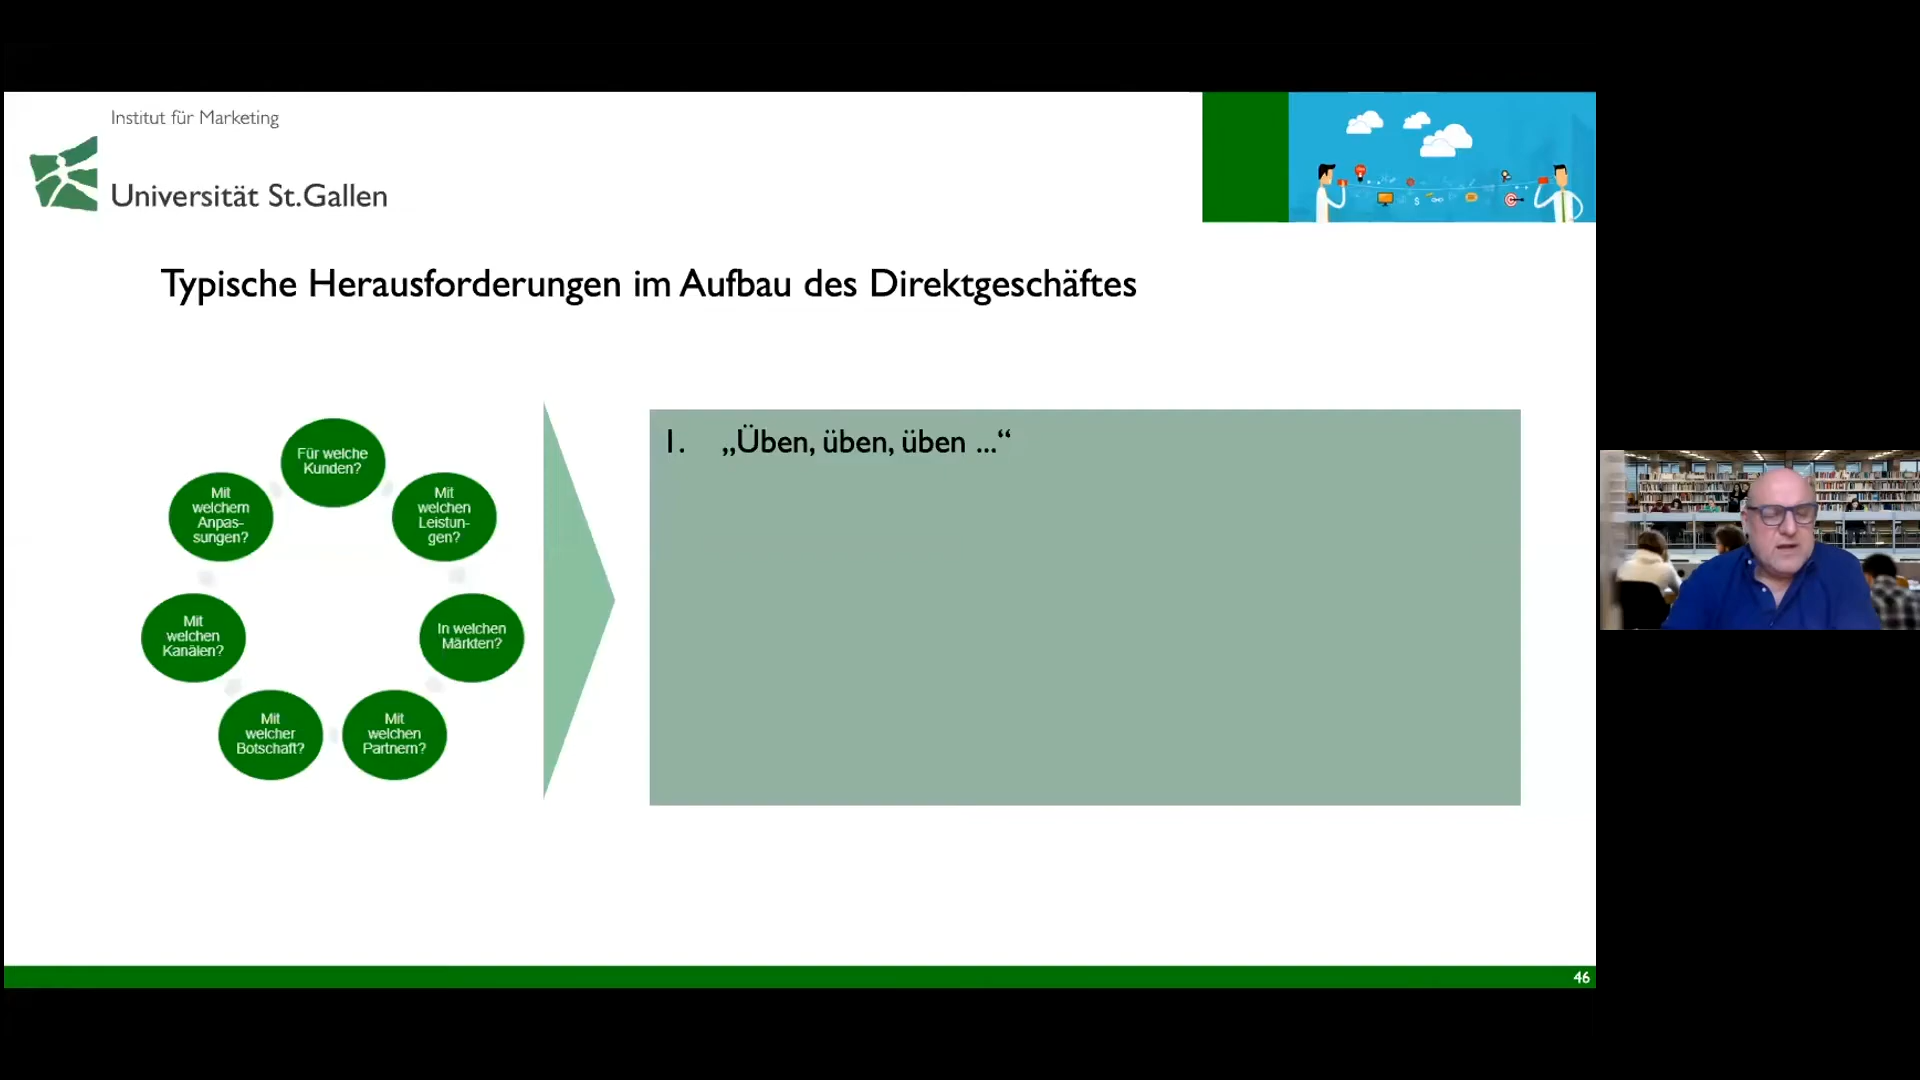 Institut für Marketing
Universität St.Gallen
Typische Herausforderungen im Aufbau des Direktgeschäftes
Für welche
Kunden?
Mit
welchen
Leistun-
gen?
In welchen
Märkten?
Mit
welchen
Partnern?
Mit
welcher
Botschaft?
Mit
welchen
Kanälen?
Mit
welchem
Anpas-
sungen?
1. „Üben, üben, üben ...“
46